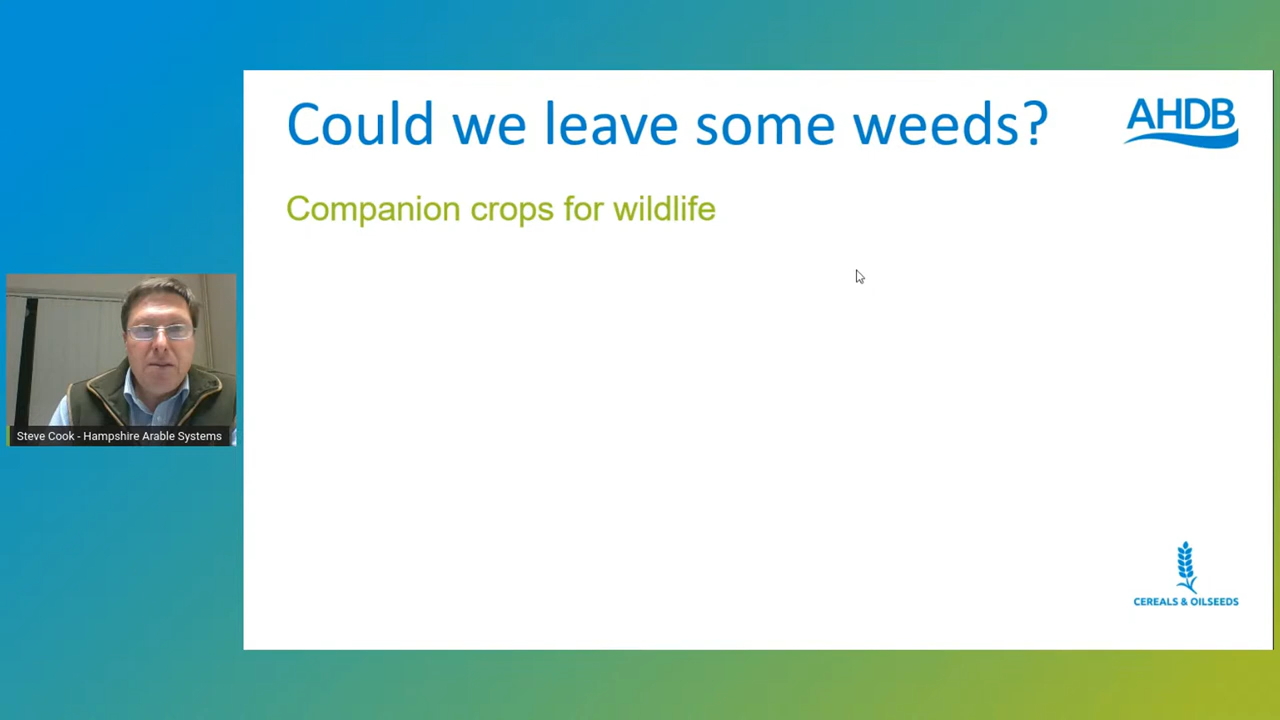 Could we leave some weeds?
AHDB
Companion crops for wildlife
Steve Cook - Hampshire Arable Systems
CEREALS & OILSEEDS